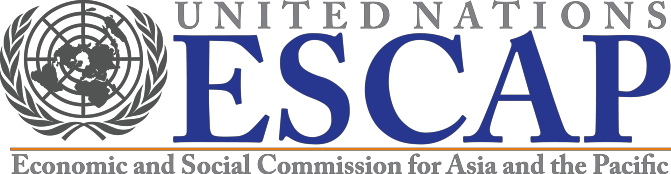 UNITED NATIONS
ESCAP
Economic and Social Commission for Asia and the Pacific